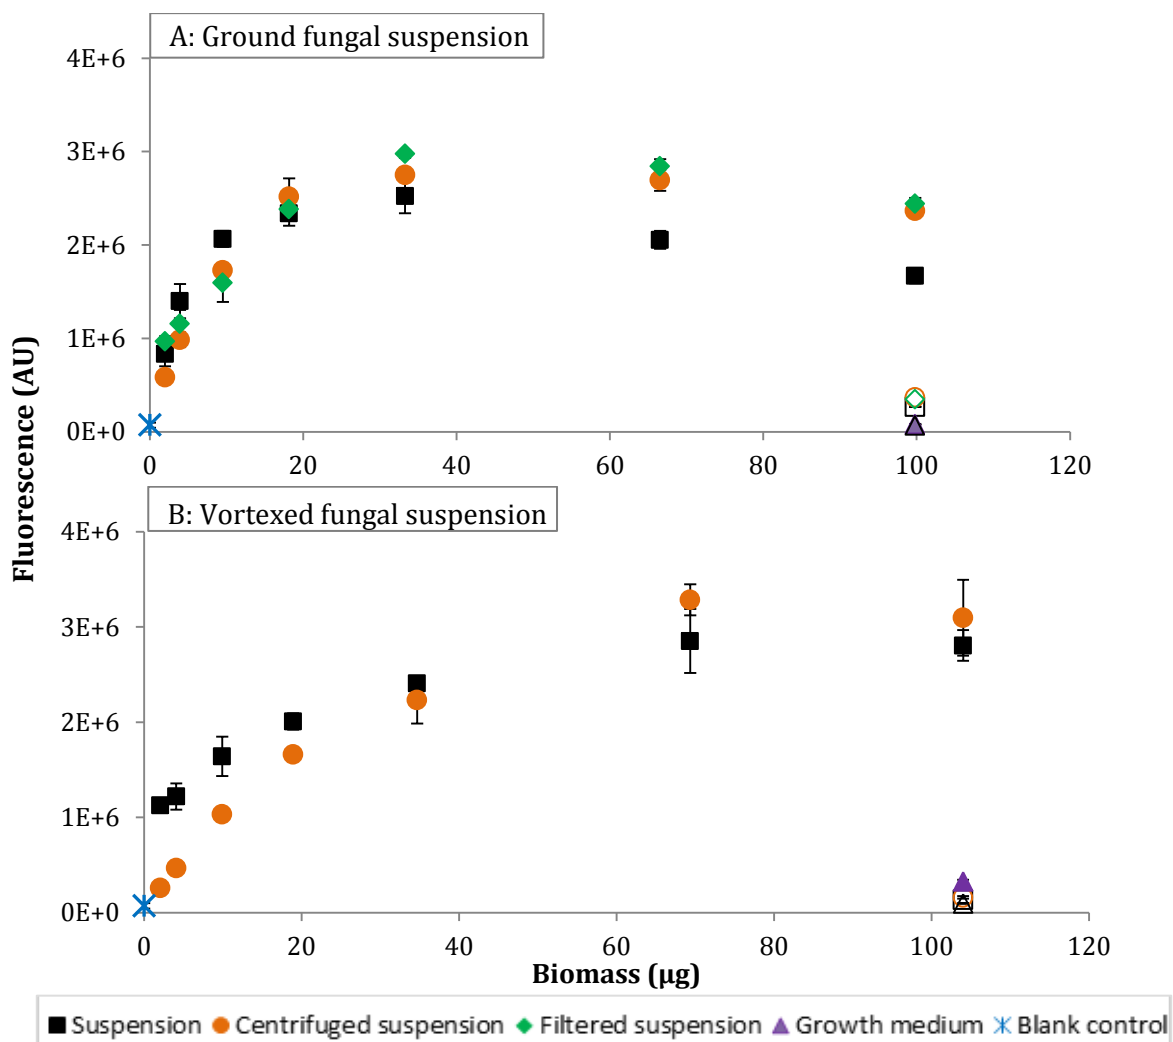 A: Ground fungal suspension
4E+6
3E+6
2E+6
1E+6
0E+0
0 20 40 60 80 100 120
Fluorescence (AU)
B: Vortexed fungal suspension
4E+6
3E+6
2E+6
1E+6
0E+0
0 20 40 60 80 100 120
Biomass (µg)
Suspension Centrifuged suspension Filtered suspension Growth medium Blank control